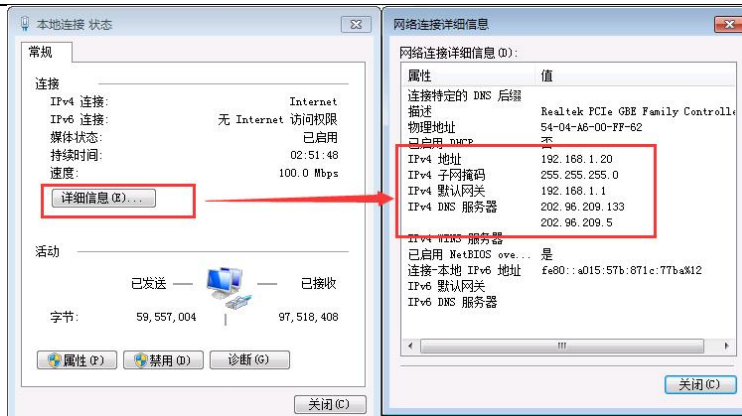 本地连接 状态
常规
连接
IPv4 连接: Internet
IPv6 连接: 无 Internet 访问权限
媒体状态: 已启用
持续时间: 02:51:48
速度: 100.0 Mbps
详细信息(E)...
活动
已发送 — — 已接收
字节: 59,557,004 | 97,518,408
属性(P) 禁用(D) 诊断(G)
关闭(C)
网络连接详细信息
网络连接详细信息(D):
属性 值
连接特定的 DNS 后缀
描述 Realtek PCIe GBE Family Controlle
物理地址 54-04-A6-00-FF-62
已启用 DHCP 否
IPv4 地址 192.168.1.20
IPv4 子网掩码 255.255.255.0
IPv4 默认网关 192.168.1.1
IPv4 DNS 服务器 202.96.209.133
202.96.209.5
IPv4 WINS 服务器
已启用 NetBIOS ove... 是
连接-本地 IPv6 地址 fe80::a015:57b:871c:77ba%12
IPv6 默认网关
IPv6 DNS 服务器
关闭(C)